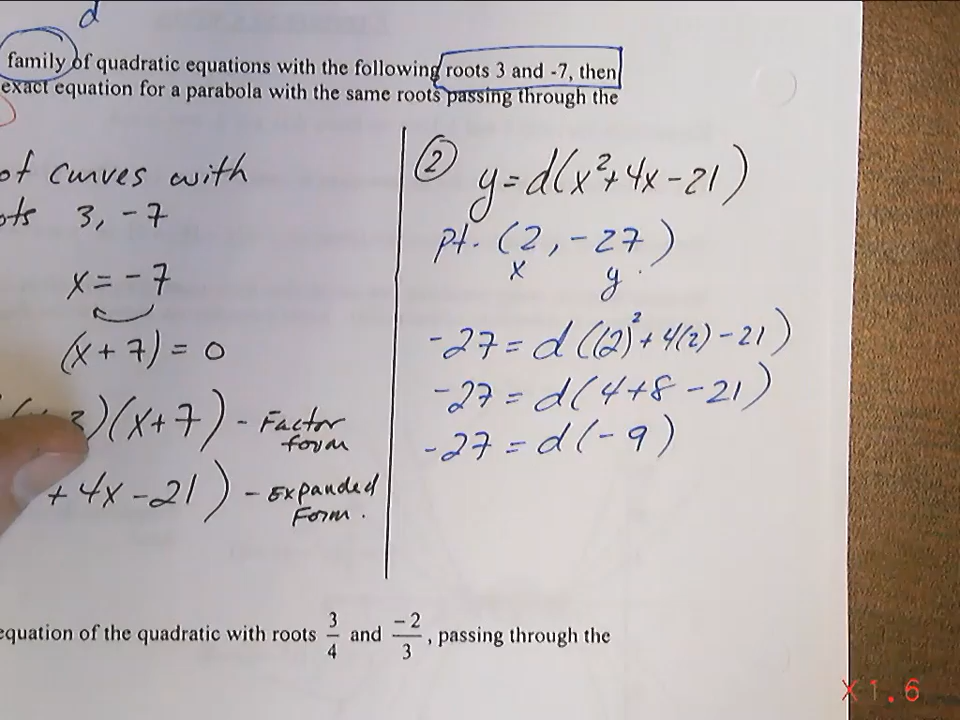 d
family of quadratic equations with the following roots 3 and -7, then
exact equation for a parabola with the same roots passing through the
of curves with
3, -7
x = -7
(x + 7) = 0
3)(x+7) - Factor form
+ 4x - 21) - Expanded Form.
② y = d(x²+4x-21)
pt. (2, -27)
x y
-27 = d((2)²+4(2)-21)
-27 = d(4+8-21)
-27 = d(-9)
equation of the quadratic with roots 3/4 and -2/3, passing through the
X1.6